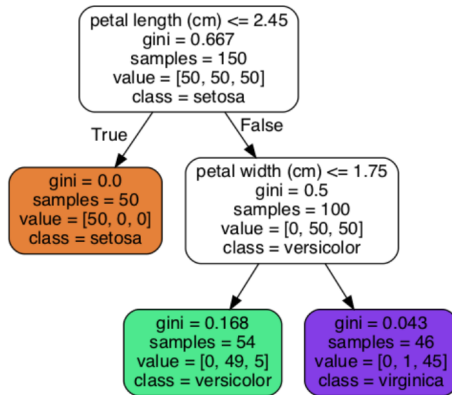 petal length (cm) <= 2.45
gini = 0.667
samples = 150
value = [50, 50, 50]
class = setosa
True
False
gini = 0.0
samples = 50
value = [50, 0, 0]
class = setosa
petal width (cm) <= 1.75
gini = 0.5
samples = 100
value = [0, 50, 50]
class = versicolor
gini = 0.168
samples = 54
value = [0, 49, 5]
class = versicolor
gini = 0.043
samples = 46
value = [0, 1, 45]
class = virginica